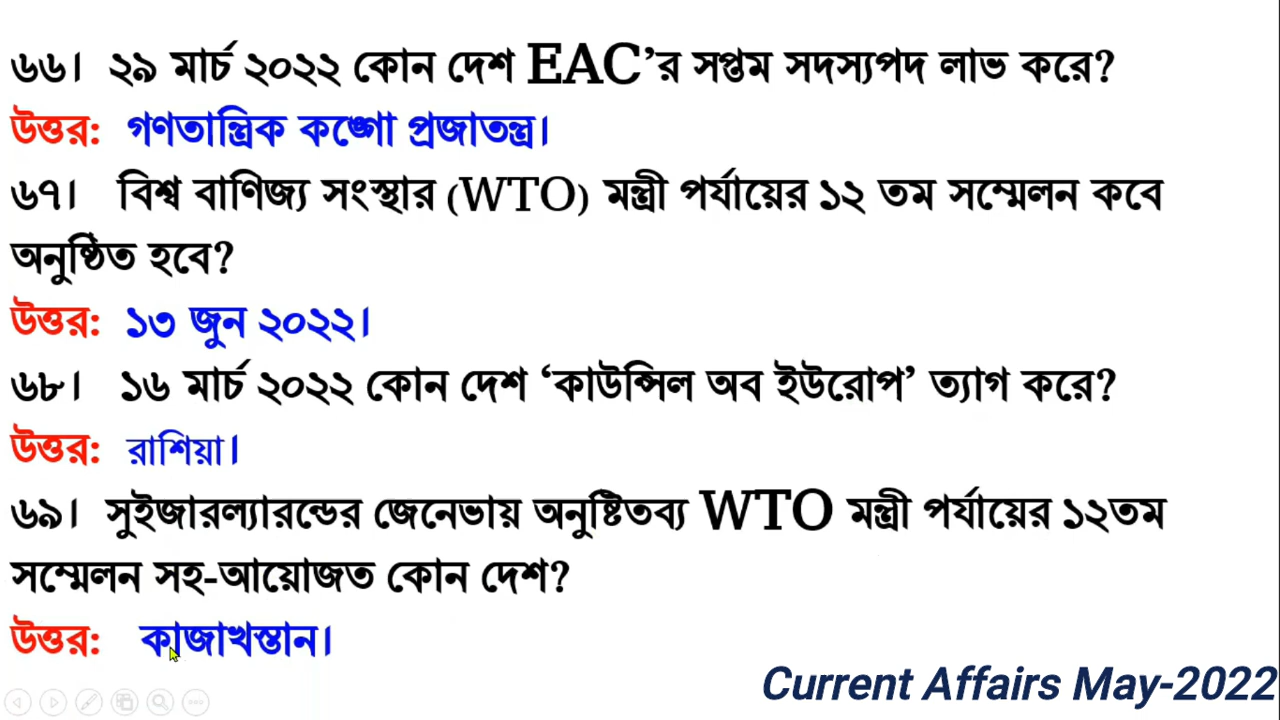 ৬৬। ২৯ মার্চ ২০২২ কোন দেশ EAC’র সপ্তম সদস্যপদ লাভ করে?
উত্তর: গণতান্ত্রিক কঙ্গো প্রজাতন্ত্র।
৬৭। বিশ্ব বাণিজ্য সংস্থার (WTO) মন্ত্রী পর্যায়ের ১২ তম সম্মেলন কবে
অনুষ্ঠিত হবে?
উত্তর: ১৩ জুন ২০২২।
৬৮। ১৬ মার্চ ২০২২ কোন দেশ ‘কাউন্সিল অব ইউরোপ’ ত্যাগ করে?
উত্তর: রাশিয়া।
৬৯। সুইজারল্যারন্ডের জেনেভায় অনুষ্টিতব্য WTO মন্ত্রী পর্যায়ের ১২তম
সম্মেলন সহ-আয়োজত কোন দেশ?
উত্তর: কাজাখস্তান।
Current Affairs May-2022